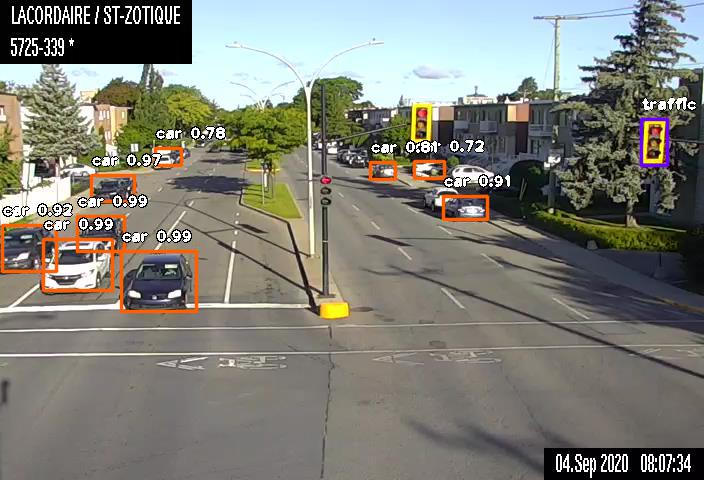 LACORDAIRE / ST-ZOTIQUE
5725-339 *
traffic
car 0.78
car 0.81
0.72
car 0.97
car 0.91
car 0.99
car 0.92
car 0.99
car 0.99
04.Sep 2020 08:07:34